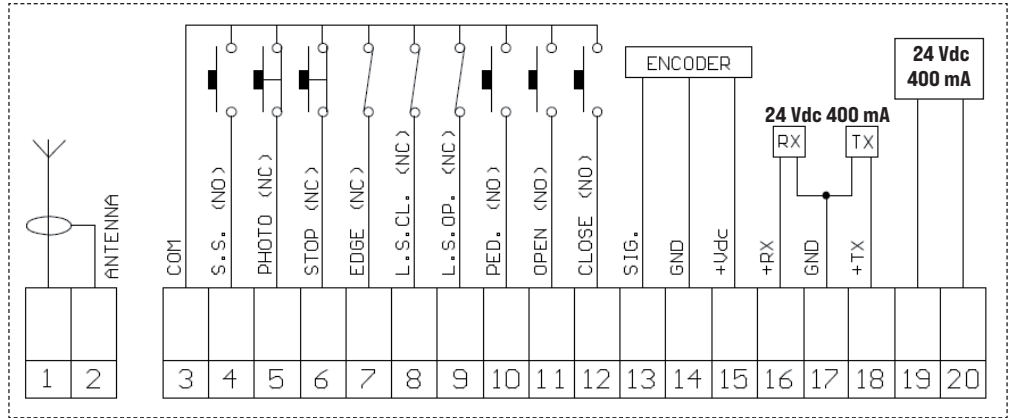 24 Vdc
400 mA
ENCODER
24 Vdc 400 mA
RX
TX
ANTENNA
COM
S.S. (NO)
PHOTO (NC)
STOP (NC)
EDGE (NC)
L.S.CL. (NC)
L.S.OP. (NC)
PED. (NO)
OPEN (NO)
CLOSE (NO)
SIG.
GND
+Vdc
+RX
GND
+TX
1 2 3 4 5 6 7 8 9 10 11 12 13 14 15 16 17 18 19 20